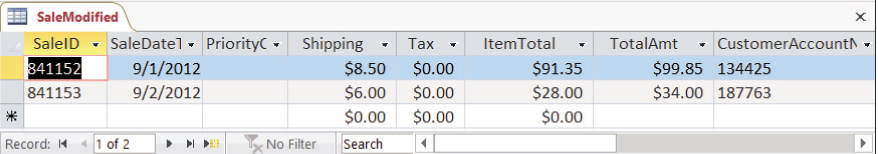 SaleModified
SaleID SaleDateT PriorityC Shipping Tax ItemTotal TotalAmt CustomerAccountN
841152 9/1/2012 $8.50 $0.00 $91.35 $99.85 134425
841153 9/2/2012 $6.00 $0.00 $28.00 $34.00 187763
$0.00 $0.00 $0.00
Record: 1 of 2 No Filter Search